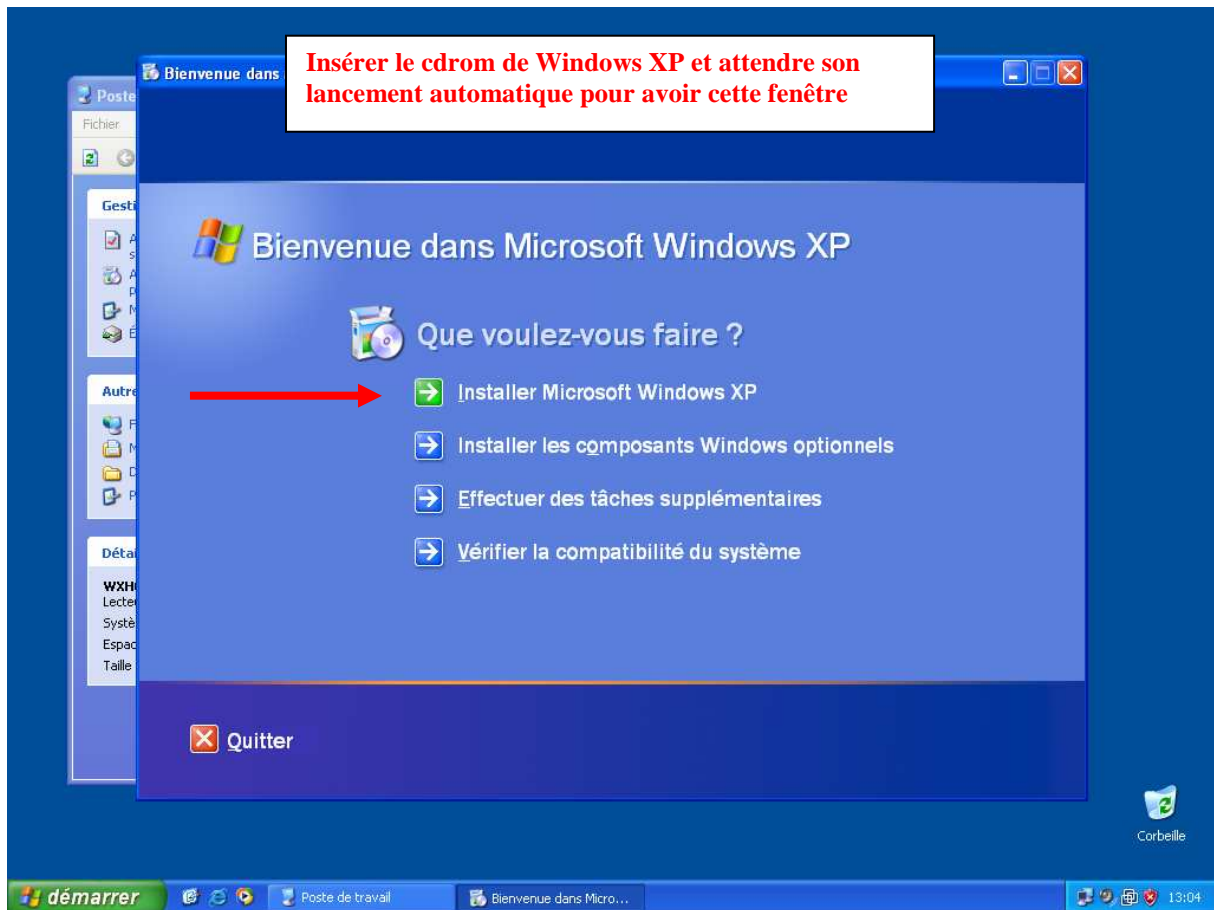 Insérer le cdrom de Windows XP et attendre son
lancement automatique pour avoir cette fenêtre
Bienvenue dans
Poste
Fichier
Gesti
Autre
Détai
WXH
Lecte
Systè
Espac
Taille
Bienvenue dans Microsoft Windows XP
Que voulez-vous faire ?
Installer Microsoft Windows XP
Installer les composants Windows optionnels
Effectuer des tâches supplémentaires
Vérifier la compatibilité du système
Quitter
Corbeille
démarrer
Poste de travail
Bienvenue dans Micro...
13:04